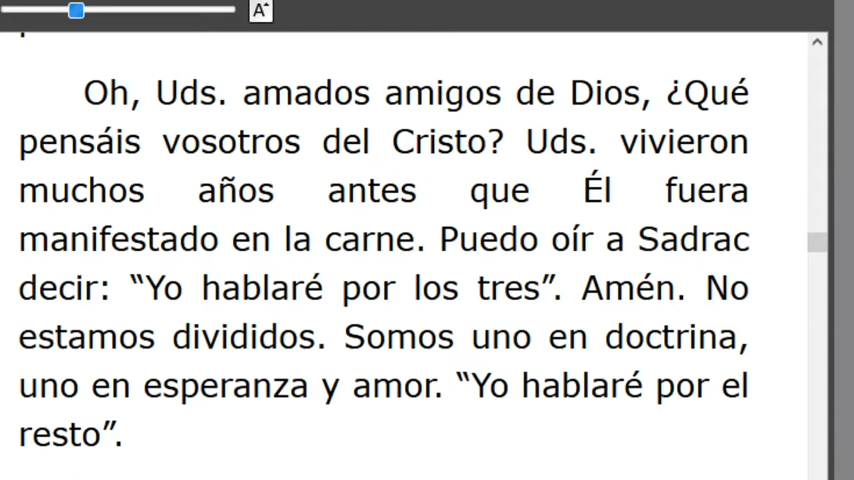 A
Oh, Uds. amados amigos de Dios, ¿Qué
pensáis vosotros del Cristo? Uds. vivieron
muchos años antes que Él fuera
manifestado en la carne. Puedo oír a Sadrac
decir: “Yo hablaré por los tres”. Amén. No
estamos divididos. Somos uno en doctrina,
uno en esperanza y amor. “Yo hablaré por el
resto”.